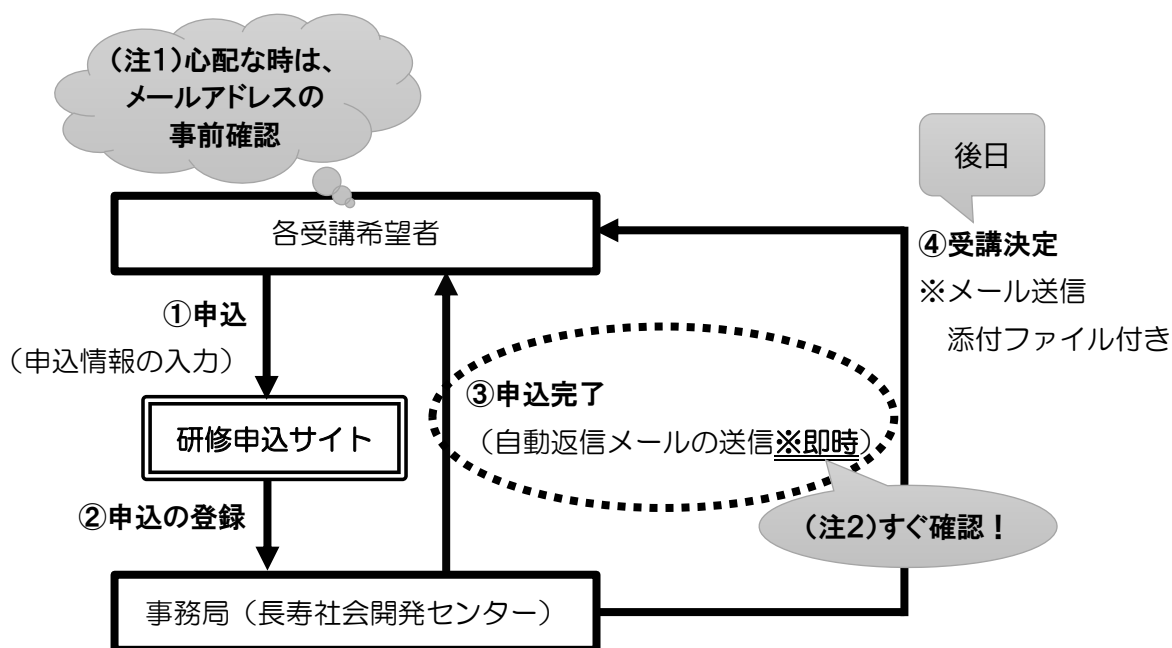 （注１）心配な時は、
メールアドレスの
事前確認
後日
各受講希望者
④受講決定
※メール送信
添付ファイル付き
①申込
（申込情報の入力）
③申込完了
（自動返信メールの送信※即時）
研修申込サイト
②申込の登録
（注２）すぐ確認！
事務局（長寿社会開発センター）